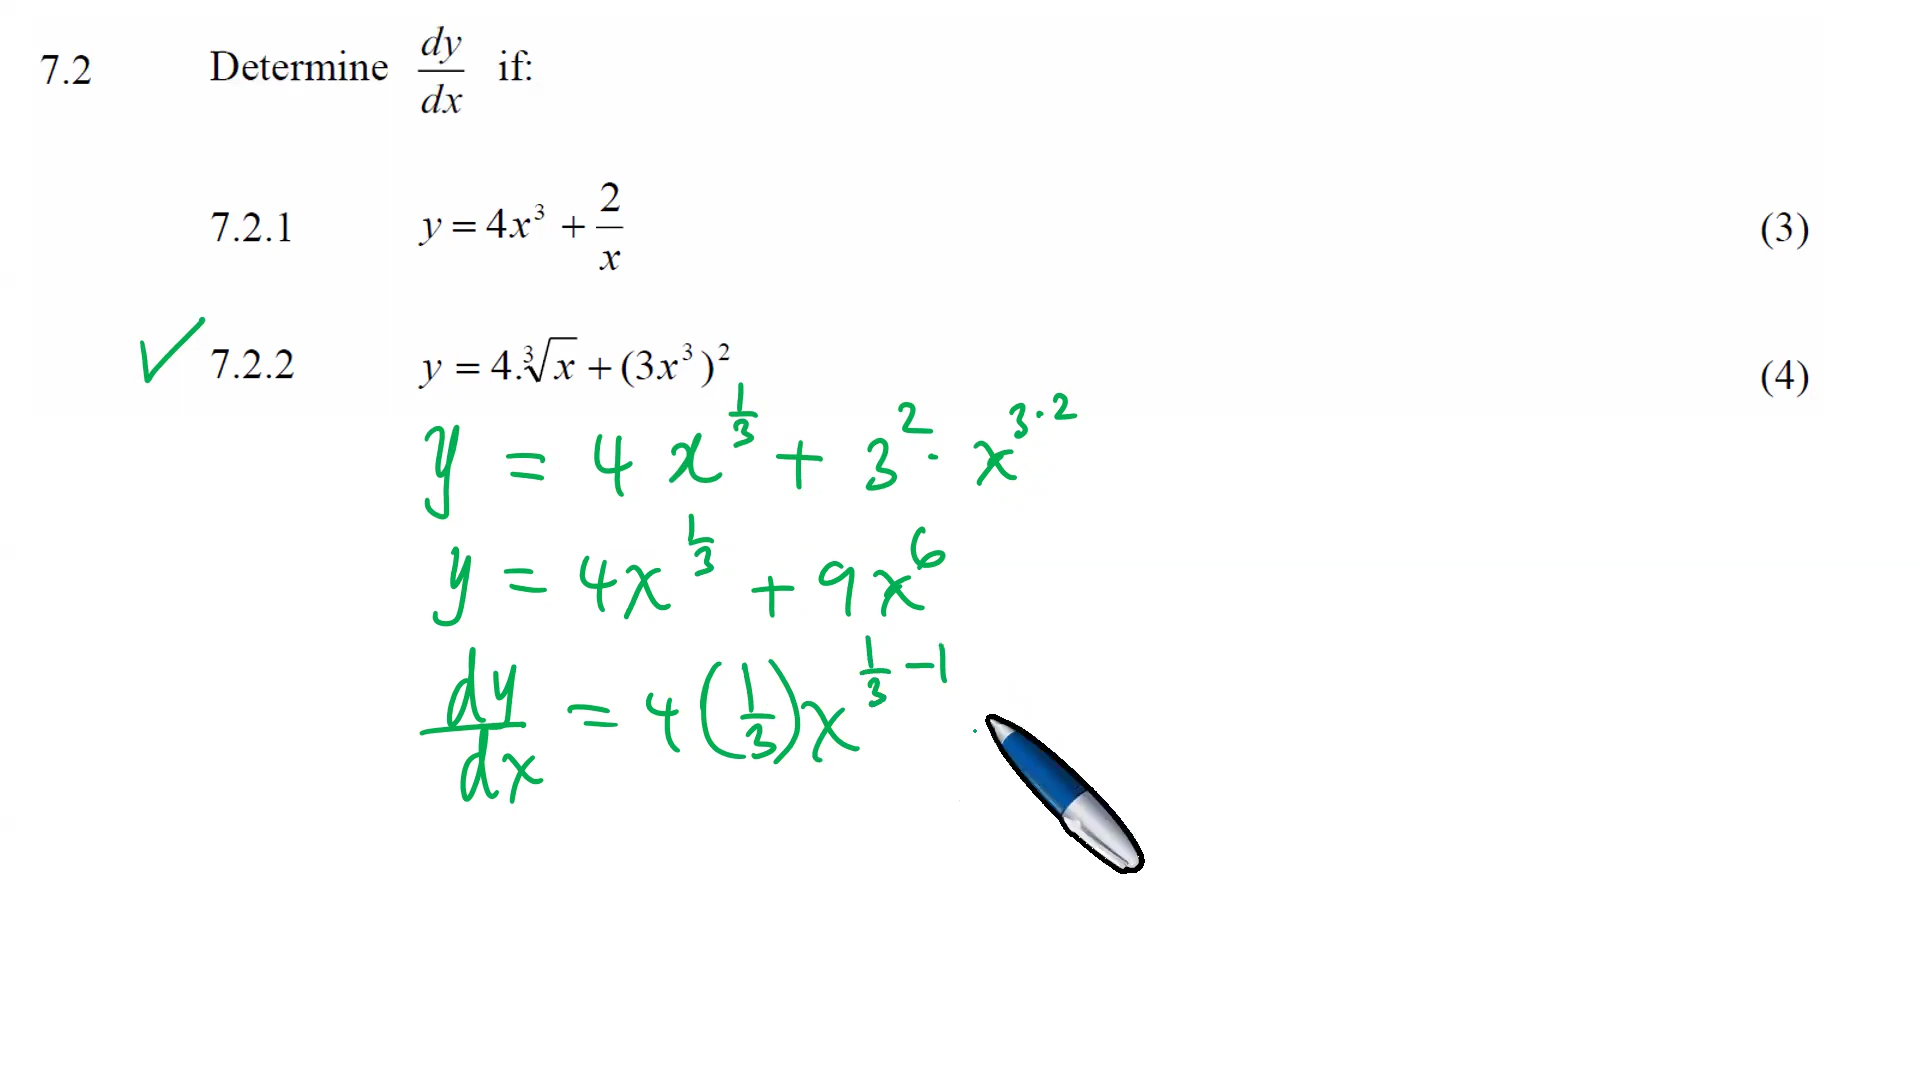 7.2 Determine dy/dx if:
7.2.1 y = 4x³ + 2/x (3)
7.2.2 y = 4.∛x + (3x³)² (4)
y = 4x^(1/3) + 3² · x^(3·2)
y = 4x^(1/3) + 9x⁶
dy/dx = 4(1/3)x^(1/3 − 1)